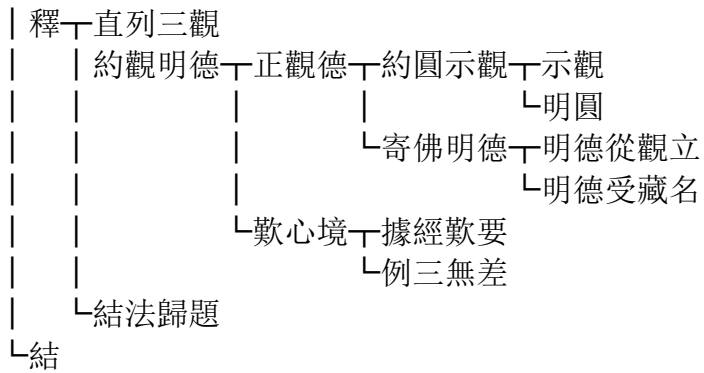 ｜釋┬直列三觀
｜　｜約觀明德┬正觀德┬約圓示觀┬示觀
｜　｜　　　　｜　　　｜　　　　└明圓
｜　｜　　　　｜　　　└寄佛明德┬明德從觀立
｜　｜　　　　｜　　　　　　　　└明德受藏名
｜　｜　　　　└歎心境┬據經歎要
｜　｜　　　　　　　　└例三無差
｜　└結法歸題
└結